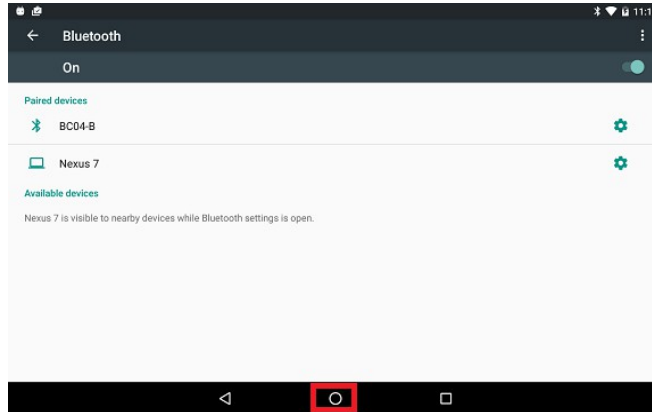 11:1
Bluetooth
On
Paired devices
BC04-B
Nexus 7
Available devices
Nexus 7 is visible to nearby devices while Bluetooth settings is open.